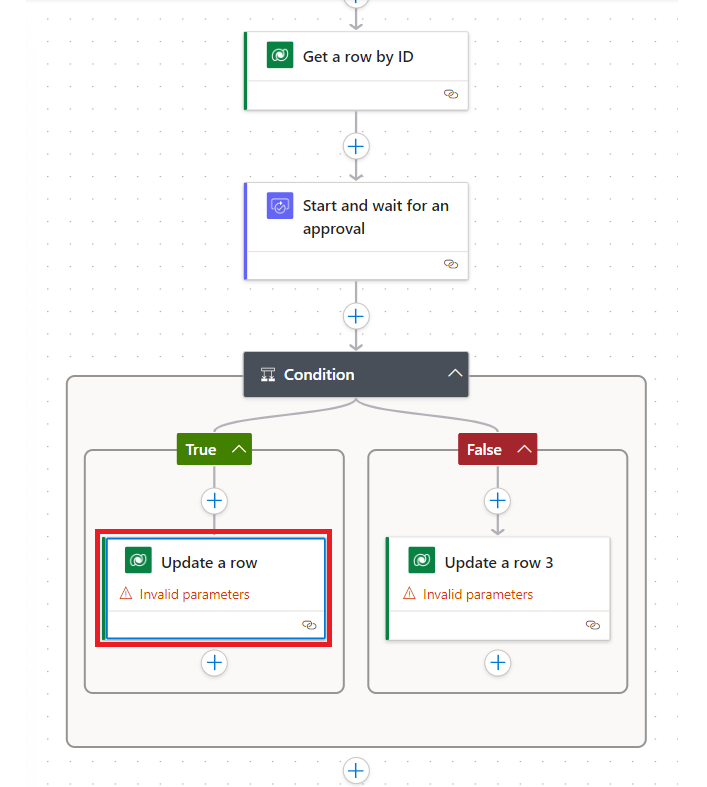 Get a row by ID
Start and wait for an
approval
Condition
True
False
Update a row
Invalid parameters
Update a row 3
Invalid parameters